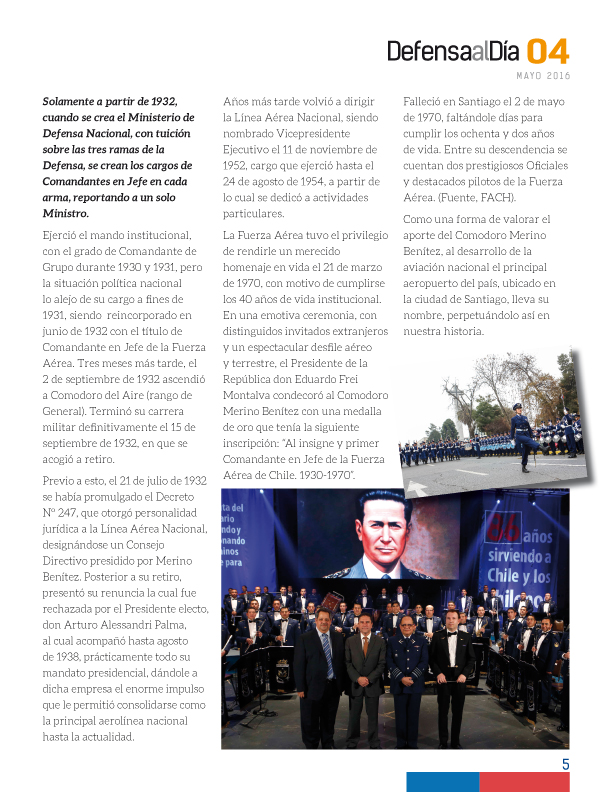 DefensaalDía 04
MAYO 2016
Solamente a partir de 1932,
cuando se crea el Ministerio de
Defensa Nacional, con tuición
sobre las tres ramas de la
Defensa, se crean los cargos de
Comandantes en Jefe en cada
arma, reportando a un solo
Ministro.
Ejerció el mando institucional,
con el grado de Comandante de
Grupo durante 1930 y 1931, pero
la situación política nacional
lo alejo de su cargo a fines de
1931, siendo reincorporado en
junio de 1932 con el título de
Comandante en Jefe de la Fuerza
Aérea. Tres meses más tarde, el
2 de septiembre de 1932 ascendió
a Comodoro del Aire (rango de
General). Terminó su carrera
militar definitivamente el 15 de
septiembre de 1932, en que se
acogió a retiro.
Previo a esto, el 21 de julio de 1932
se había promulgado el Decreto
N° 247, que otorgó personalidad
jurídica a la Línea Aérea Nacional,
designándose un Consejo
Directivo presidido por Merino
Benítez. Posterior a su retiro,
presentó su renuncia la cual fue
rechazada por el Presidente electo,
don Arturo Alessandri Palma,
al cual acompañó hasta agosto
de 1938, prácticamente todo su
mandato presidencial, dándole a
dicha empresa el enorme impulso
que le permitió consolidarse como
la principal aerolínea nacional
hasta la actualidad.
Años más tarde volvió a dirigir
la Línea Aérea Nacional, siendo
nombrado Vicepresidente
Ejecutivo el 11 de noviembre de
1952, cargo que ejerció hasta el
24 de agosto de 1954, a partir de
lo cual se dedicó a actividades
particulares.
La Fuerza Aérea tuvo el privilegio
de rendirle un merecido
homenaje en vida el 21 de marzo
de 1970, con motivo de cumplirse
los 40 años de vida institucional.
En una emotiva ceremonia, con
distinguidos invitados extranjeros
y un espectacular desfile aéreo
y terrestre, el Presidente de la
República don Eduardo Frei
Montalva condecoró al Comodoro
Merino Benítez con una medalla
de oro que tenía la siguiente
inscripción: "Al insigne y primer
Comandante en Jefe de la Fuerza
Aérea de Chile. 1930-1970".
Falleció en Santiago el 2 de mayo
de 1970, faltándole días para
cumplir los ochenta y dos años
de vida. Entre su descendencia se
cuentan dos prestigiosos Oficiales
y destacados pilotos de la Fuerza
Aérea. (Fuente, FACH).
Como una forma de valorar el
aporte del Comodoro Merino
Benítez, al desarrollo de la
aviación nacional el principal
aeropuerto del país, ubicado en
la ciudad de Santiago, lleva su
nombre, perpetuándolo así en
nuestra historia.
ta del
ario
ndo y
nando
minos
e para
86 años
sirviendo a
Chile y los
5